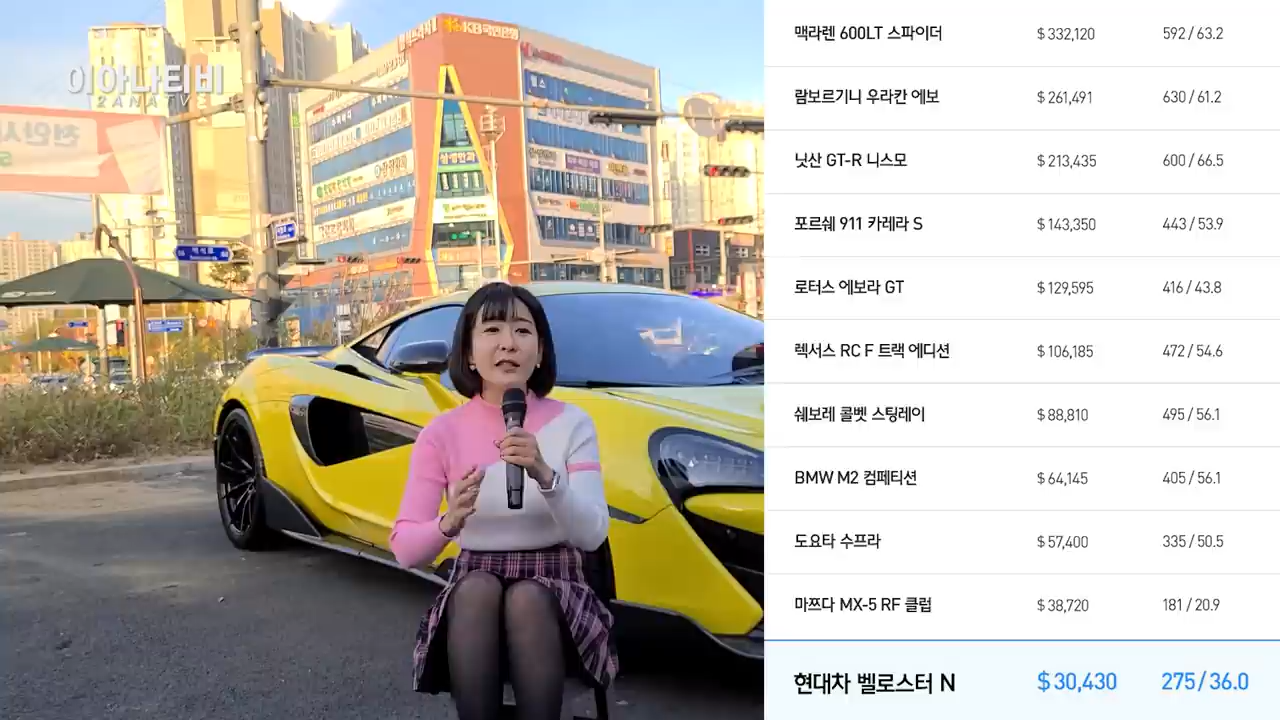 이아나티비
2ANATV
KB국민은행
맥라렌 600LT 스파이더 $332,120 592/63.2
람보르기니 우라칸 에보 $261,491 630/61.2
닛산 GT-R 니스모 $213,435 600/66.5
포르쉐 911 카레라 S $143,350 443/53.9
로터스 에보라 GT $129,595 416/43.8
렉서스 RC F 트랙 에디션 $106,185 472/54.6
쉐보레 콜벳 스팅레이 $88,810 495/56.1
BMW M2 컴페티션 $64,145 405/56.1
도요타 수프라 $57,400 335/50.5
마쯔다 MX-5 RF 클럽 $38,720 181/20.9
현대차 벨로스터 N $30,430 275/36.0